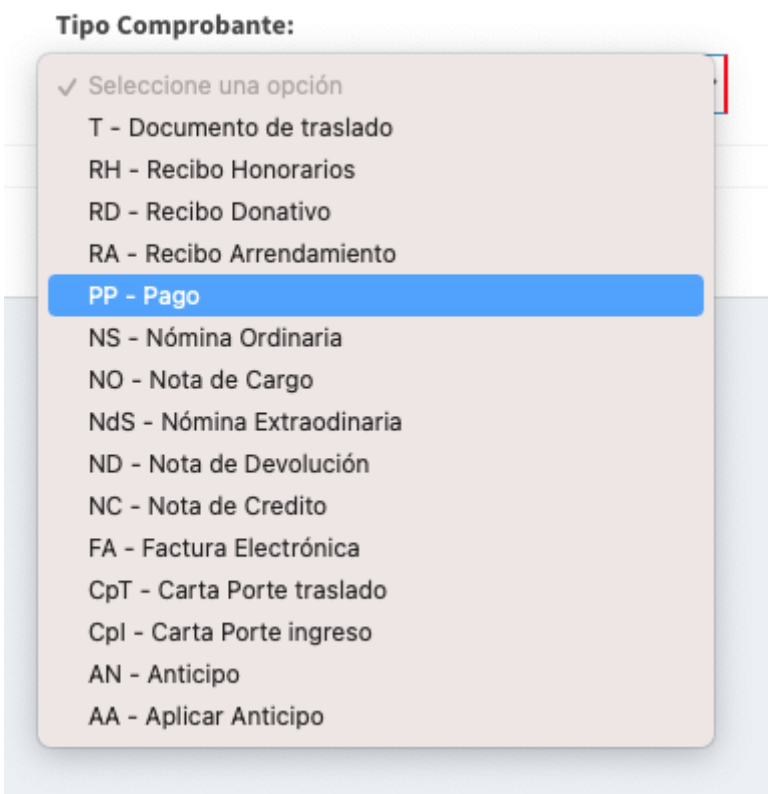 Tipo Comprobante:
Seleccione una opción
T - Documento de traslado
RH - Recibo Honorarios
RD - Recibo Donativo
RA - Recibo Arrendamiento
PP - Pago
NS - Nómina Ordinaria
NO - Nota de Cargo
NdS - Nómina Extraodinaria
ND - Nota de Devolución
NC - Nota de Credito
FA - Factura Electrónica
CpT - Carta Porte traslado
CpI - Carta Porte ingreso
AN - Anticipo
AA - Aplicar Anticipo